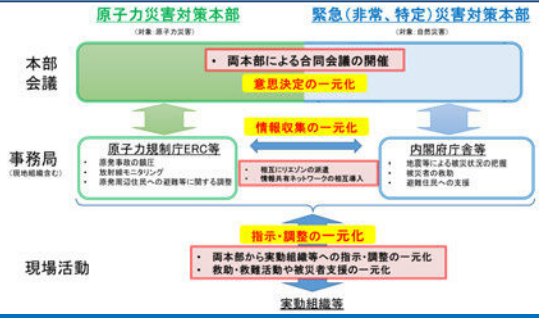 原子力災害対策本部
(対象:原子力災害)
緊急(非常、特定)災害対策本部
(対象:自然災害)
本部
会議
• 両本部による合同会議の開催
意思決定の一元化
情報収集の一元化
事務局
(現地組織含む)
原子力規制庁ERC等
• 原発事故の鎮圧
• 放射線モニタリング
• 原発周辺住民への避難等に関する調整
• 相互にリエゾンの派遣
• 情報共有ネットワークの相互導入
内閣府庁舎等
• 地震等による被災状況の把握
• 被災者の救助
• 避難住民への支援
指示・調整の一元化
現場活動
• 両本部から実動組織等への指示・調整の一元化
• 救助・救難活動や被災者支援の一元化
実動組織等